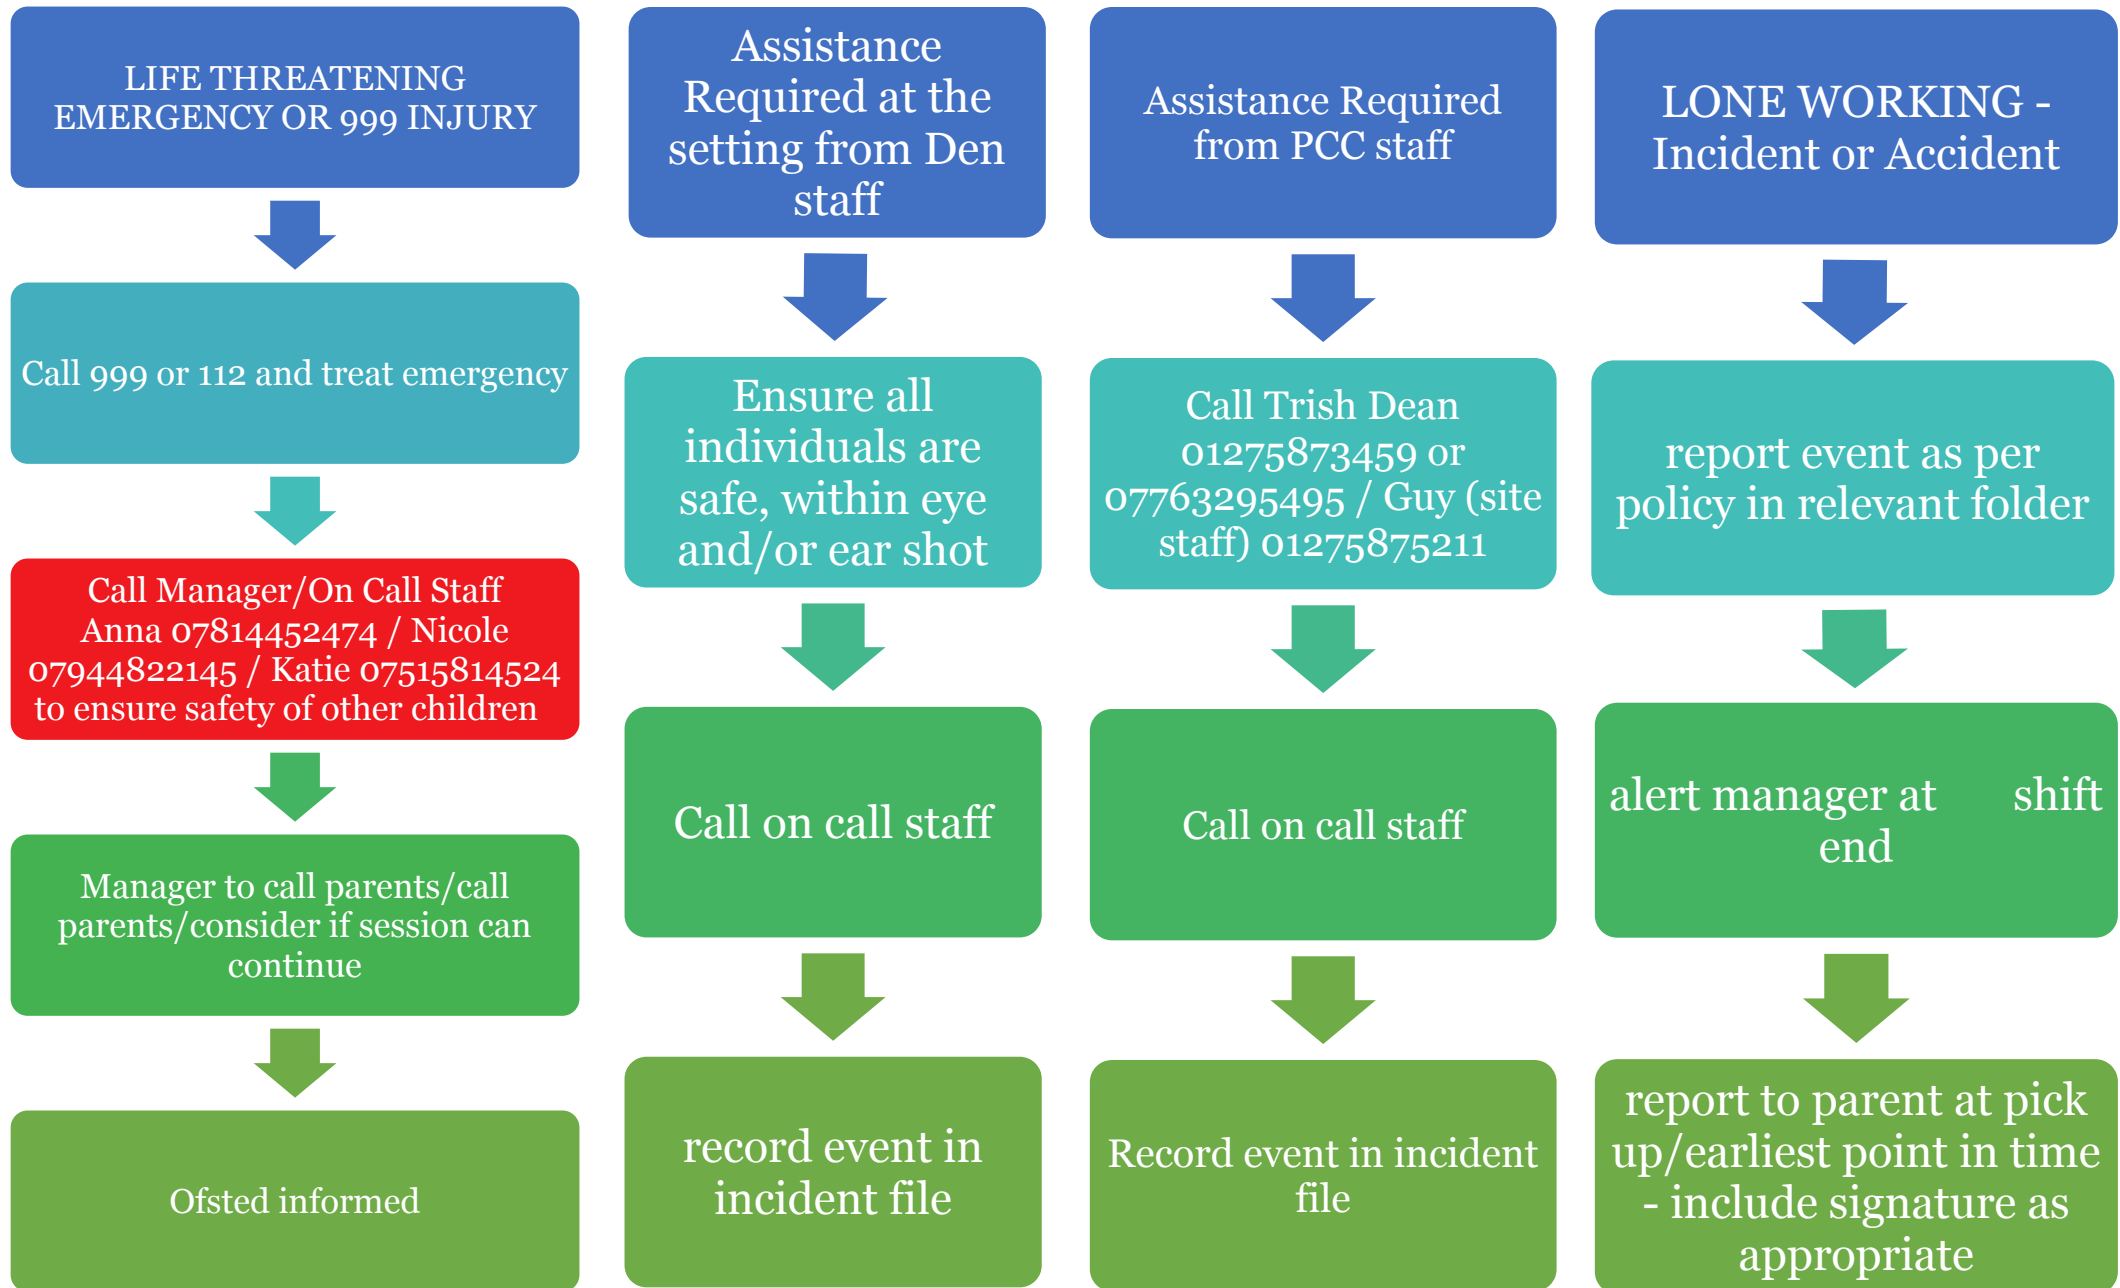 LIFE THREATENING
EMERGENCY OR 999 INJURY
Call 999 or 112 and treat emergency
Call Manager/On Call Staff
Anna 07814452474 / Nicole
07944822145 / Katie 07515814524
to ensure safety of other children
Manager to call parents/call
parents/consider if session can
continue
Ofsted informed
Assistance
Required at the
setting from Den
staff
Ensure all
individuals are
safe, within eye
and/or ear shot
Call on call staff
record event in
incident file
Assistance Required
from PCC staff
Call Trish Dean
01275873459 or
07763295495 / Guy (site
staff) 01275875211
Call on call staff
Record event in incident
file
LONE WORKING -
Incident or Accident
report event as per
policy in relevant folder
alert manager at shift
end
report to parent at pick
up/earliest point in time
- include signature as
appropriate